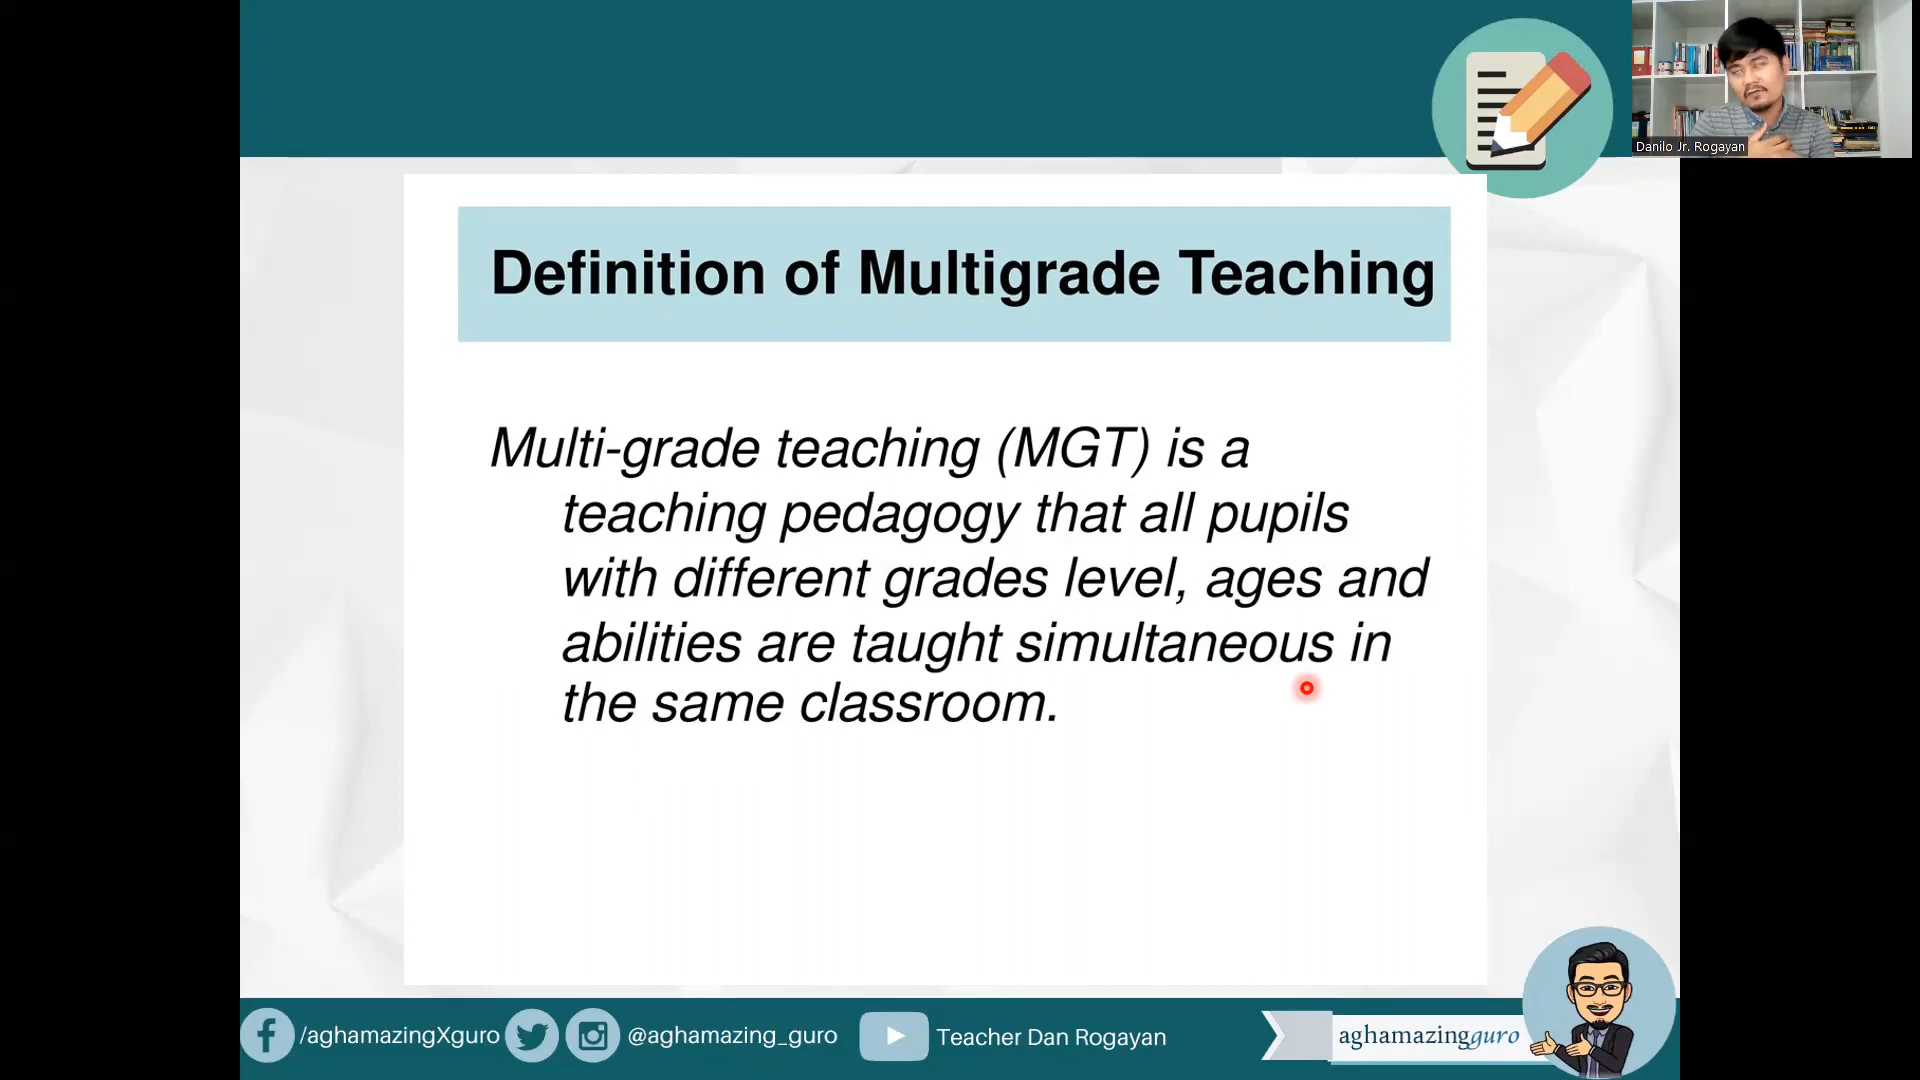 Danilo Jr. Rogayan
Definition of Multigrade Teaching
Multi-grade teaching (MGT) is a
teaching pedagogy that all pupils
with different grades level, ages and
abilities are taught simultaneous in
the same classroom.
/aghamazingXguro
@aghamazing_guro
Teacher Dan Rogayan
aghamazingguro